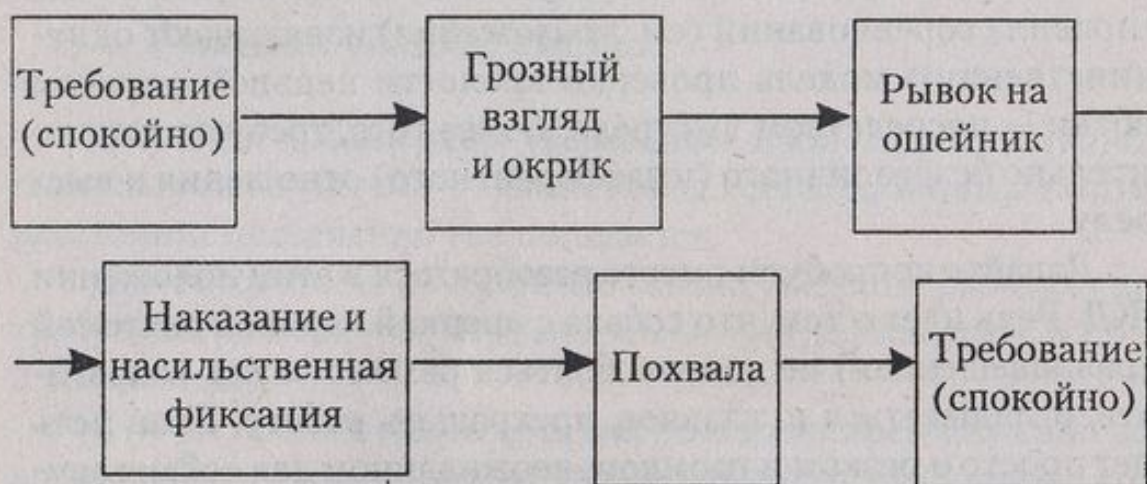 Требование
(спокойно)
Грозный
взгляд
и окрик
Рывок на
ошейник
Наказание и
насильственная
фиксация
Похвала
Требование
(спокойно)